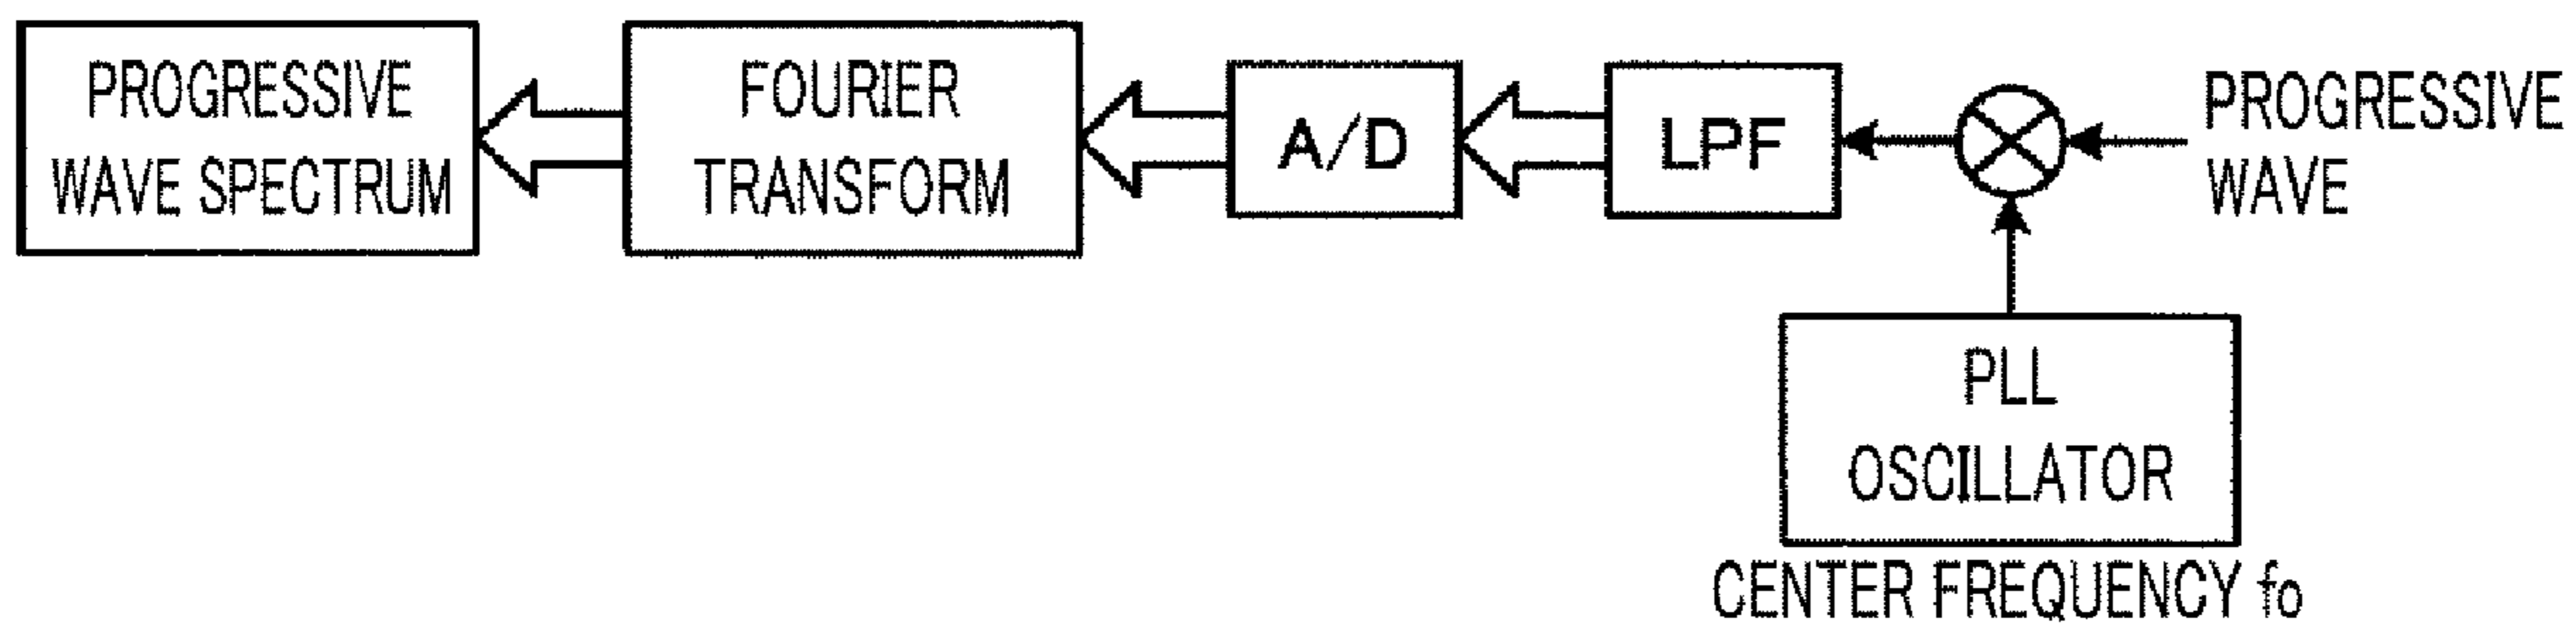 PROGRESSIVE
WAVE SPECTRUM
FOURIER
TRANSFORM
A/D
LPF
PROGRESSIVE
WAVE
PLL
OSCILLATOR
CENTER FREQUENCY fo